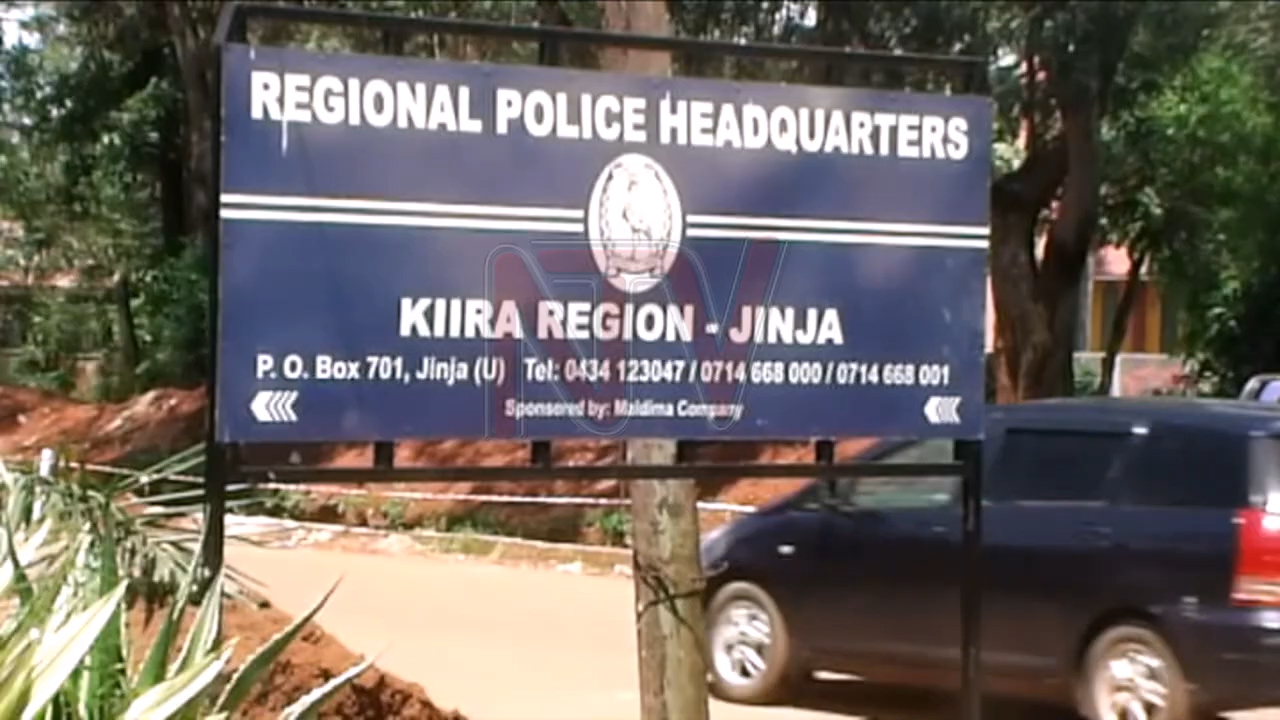 REGIONAL POLICE HEADQUARTERS
KIIRA REGION - JINJA
P. O. Box 701, Jinja (U) Tel: 0434 123047 / 0714 668 000 / 0714 668 001
Sponsored by: Maldima Company
NTV